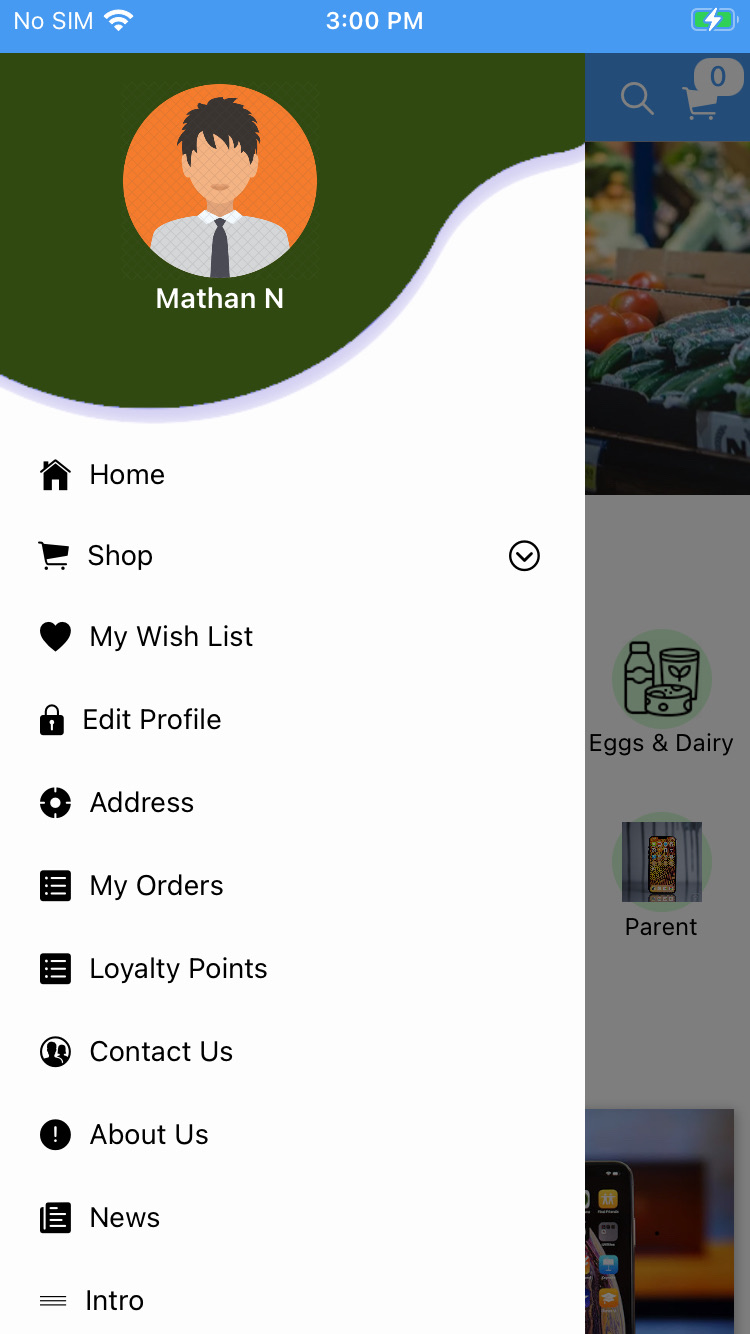 No SIM 3:00 PM
0
Mathan N
Home
Shop
My Wish List
Edit Profile
Eggs & Dairy
Address
My Orders
Parent
Loyalty Points
Contact Us
About Us
News
Intro